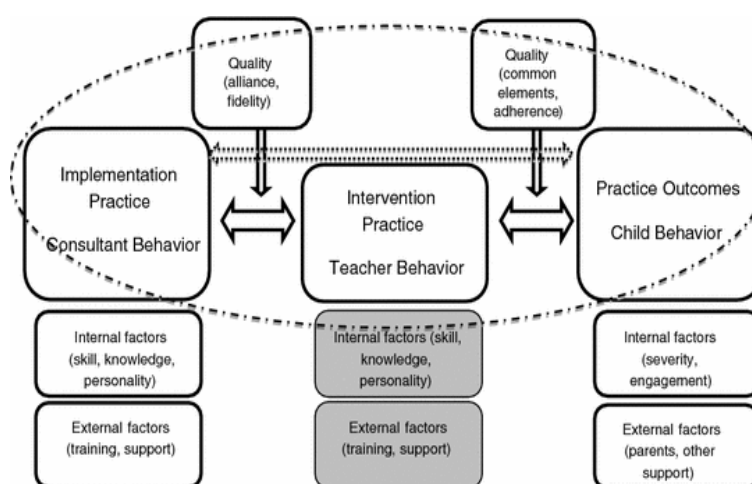 Quality
(alliance,
fidelity)
Quality
(common
elements,
adherence)
Implementation
Practice
Consultant Behavior
Intervention
Practice
Teacher Behavior
Practice Outcomes
Child Behavior
Internal factors
(skill, knowledge,
personality)
Internal factors (skill,
knowledge,
personality)
Internal factors
(severity,
engagement)
External factors
(training, support)
External factors
(training, support)
External factors
(parents, other
support)